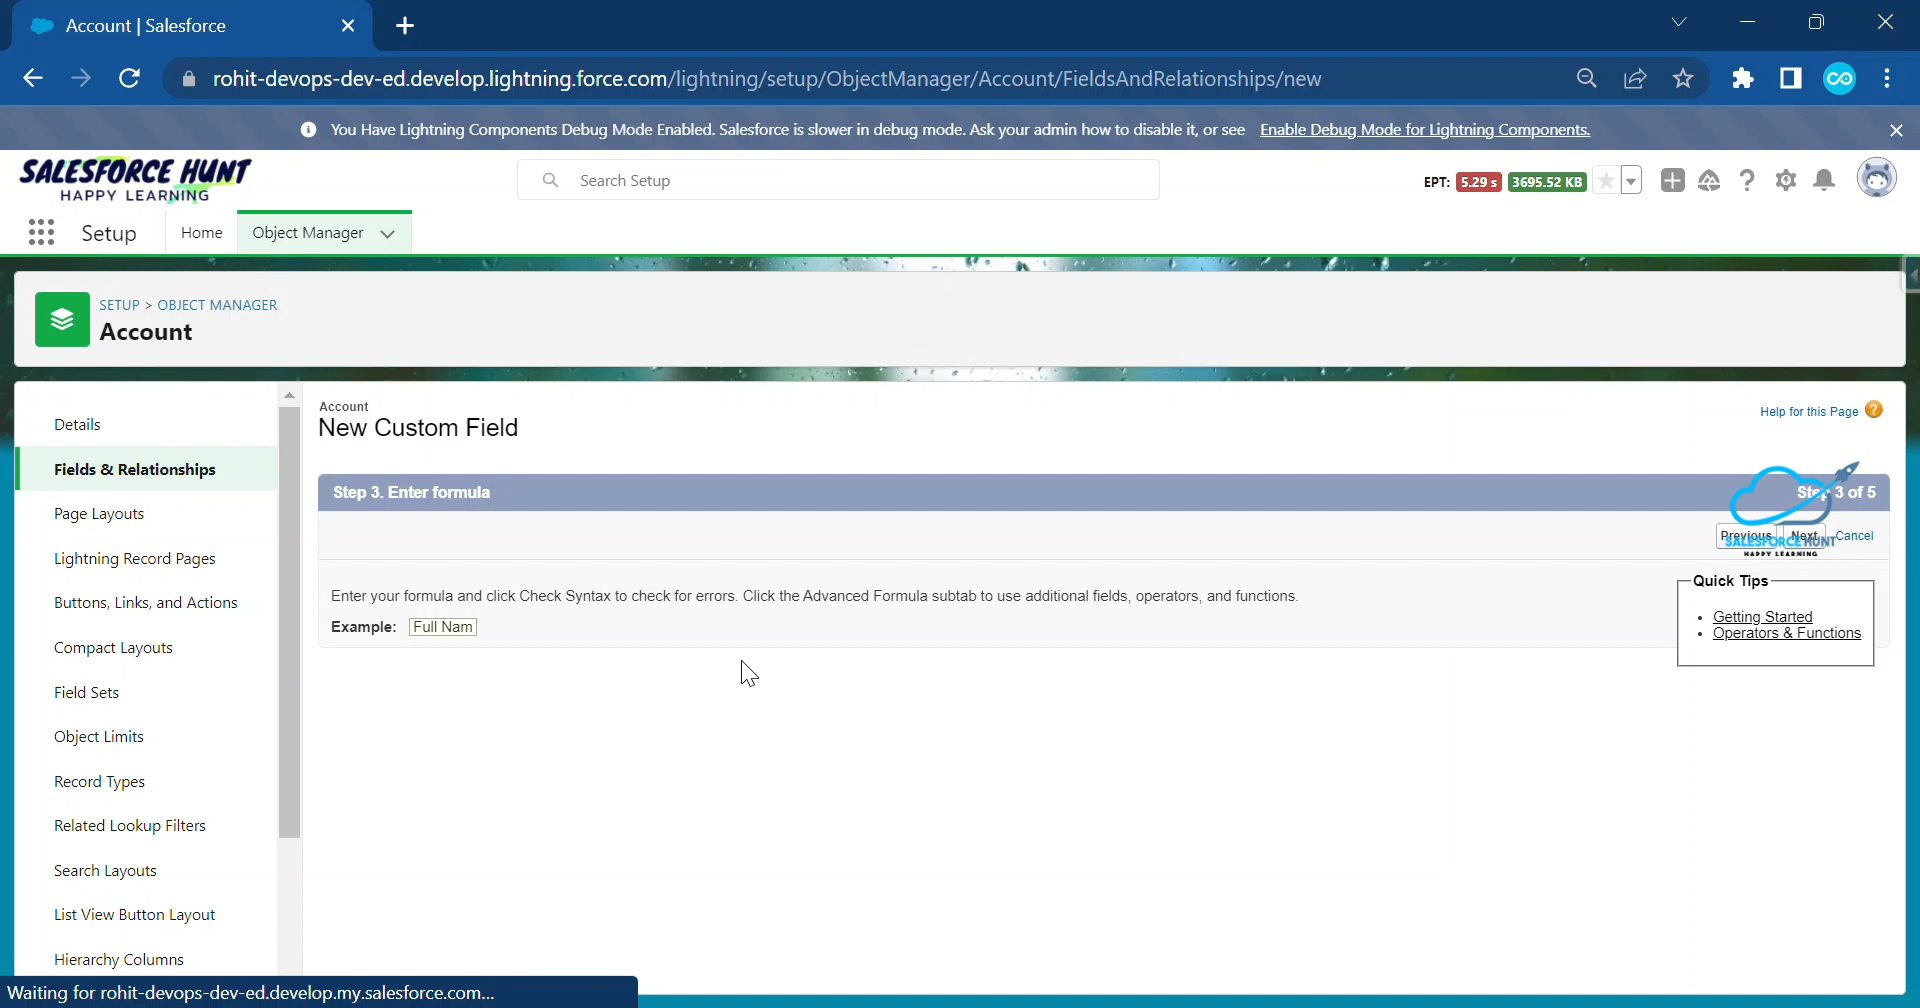 Account | Salesforce
rohit-devops-dev-ed.develop.lightning.force.com/lightning/setup/ObjectManager/Account/FieldsAndRelationships/new
You Have Lightning Components Debug Mode Enabled. Salesforce is slower in debug mode. Ask your admin how to disable it, or see Enable Debug Mode for Lightning Components.
SALESFORCE HUNT
HAPPY LEARNING
Search Setup
EPT: 5.29 s 3695.52 KB
Setup Home Object Manager
SETUP > OBJECT MANAGER
Account
Details
Fields & Relationships
Page Layouts
Lightning Record Pages
Buttons, Links, and Actions
Compact Layouts
Field Sets
Object Limits
Record Types
Related Lookup Filters
Search Layouts
List View Button Layout
Hierarchy Columns
Account
New Custom Field
Help for this Page ?
Step 3. Enter formula
Step 3 of 5
Previous Next Cancel
SALESFORCE HUNT
HAPPY LEARNING
Enter your formula and click Check Syntax to check for errors. Click the Advanced Formula subtab to use additional fields, operators, and functions.
Example: Full Nam
Quick Tips
• Getting Started
• Operators & Functions
Waiting for rohit-devops-dev-ed.develop.my.salesforce.com...